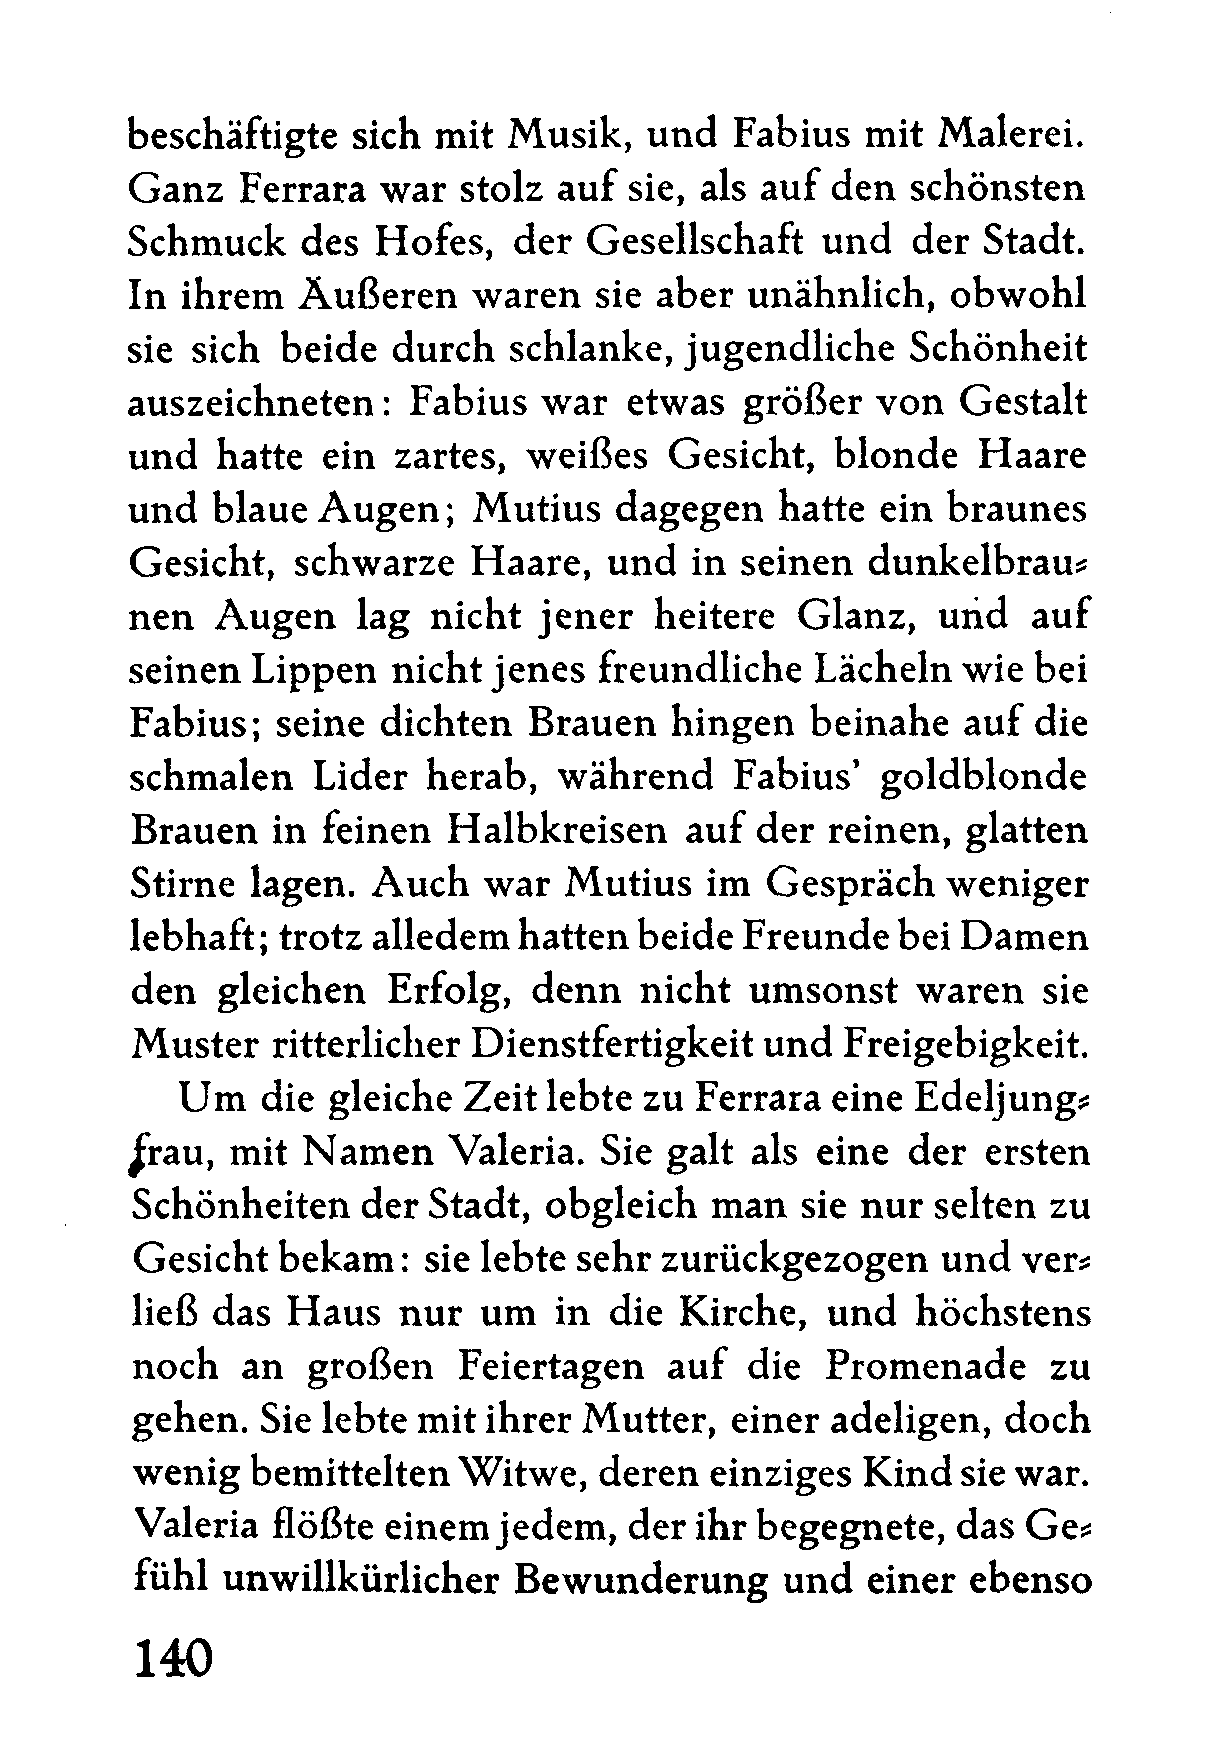 beschäftigte sich mit Musik, und Fabius mit Malerei.
Ganz Ferrara war stolz auf sie, als auf den schönsten
Schmuck des Hofes, der Gesellschaft und der Stadt.
In ihrem Äußeren waren sie aber unähnlich, obwohl
sie sich beide durch schlanke, jugendliche Schönheit
auszeichneten: Fabius war etwas größer von Gestalt
und hatte ein zartes, weißes Gesicht, blonde Haare
und blaue Augen; Mutius dagegen hatte ein braunes
Gesicht, schwarze Haare, und in seinen dunkelbrau⸗
nen Augen lag nicht jener heitere Glanz, und auf
seinen Lippen nicht jenes freundliche Lächeln wie bei
Fabius; seine dichten Brauen hingen beinahe auf die
schmalen Lider herab, während Fabius’ goldblonde
Brauen in feinen Halbkreisen auf der reinen, glatten
Stirne lagen. Auch war Mutius im Gespräch weniger
lebhaft; trotz alledem hatten beide Freunde bei Damen
den gleichen Erfolg, denn nicht umsonst waren sie
Muster ritterlicher Dienstfertigkeit und Freigebigkeit.
Um die gleiche Zeit lebte zu Ferrara eine Edeljung⸗
frau, mit Namen Valeria. Sie galt als eine der ersten
Schönheiten der Stadt, obgleich man sie nur selten zu
Gesicht bekam: sie lebte sehr zurückgezogen und ver⸗
ließ das Haus nur um in die Kirche, und höchstens
noch an großen Feiertagen auf die Promenade zu
gehen. Sie lebte mit ihrer Mutter, einer adeligen, doch
wenig bemittelten Witwe, deren einziges Kind sie war.
Valeria flößte einem jedem, der ihr begegnete, das Ge⸗
fühl unwillkürlicher Bewunderung und einer ebenso
140